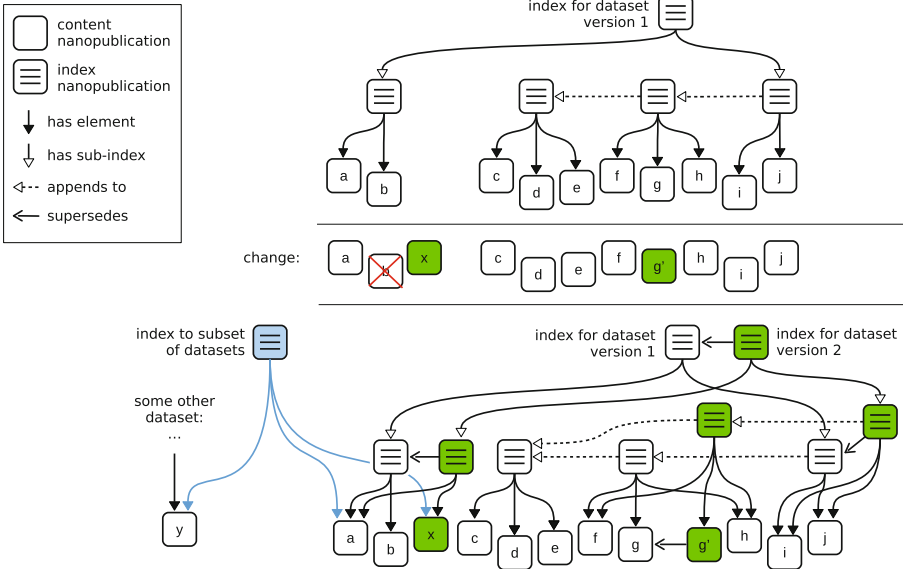 content
nanopublication
index
nanopublication
has element
has sub-index
appends to
supersedes
index for dataset
version 1
a
b
c
d
e
f
g
h
i
j
change:
a
b
x
c
d
e
f
g'
h
i
j
index to subset
of datasets
some other
dataset:
...
y
index for dataset
version 1
index for dataset
version 2
a
b
x
c
d
e
f
g
g'
h
i
j